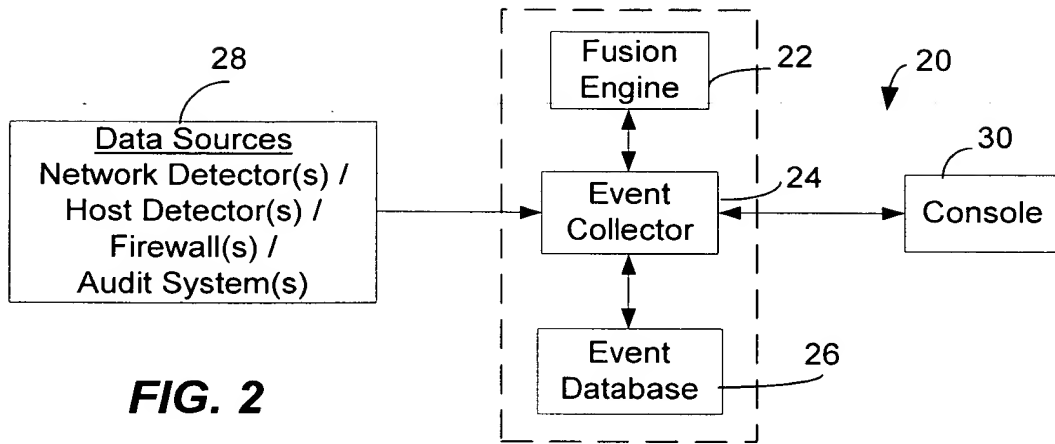 28
Data Sources
Network Detector(s) /
Host Detector(s) /
Firewall(s) /
Audit System(s)
Fusion
Engine
22
20
Event
Collector
24
30
Console
Event
Database
26
FIG. 2